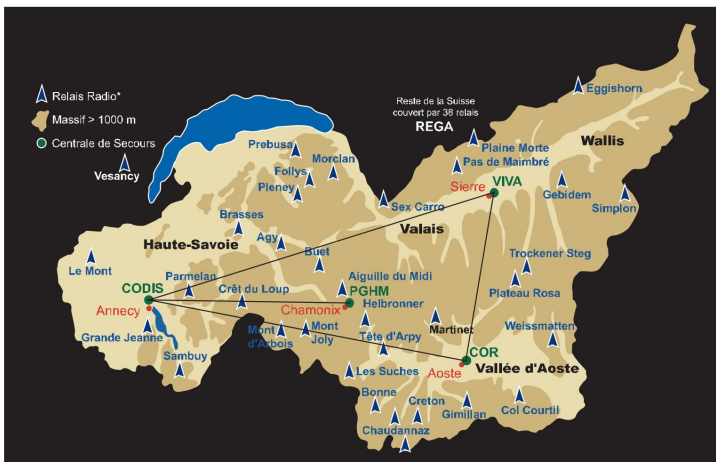 Relais Radio*
Massif > 1000 m
Centrale de Secours
Vesancy
Reste de la Suisse
couvert par 38 relais
REGA
Eggishorn
Wallis
Plaine Morte
Pas de Maimbré
Prebusa
Morclan
Follys
Pleney
Sierre
VIVA
Gebidem
Simplon
Sex Carro
Brasses
Valais
Haute-Savoie
Agy
Buet
Trockener Steg
Le Mont
Parmelan
Aiguille du Midi
CODIS
Crêt du Loup
PGHM
Plateau Rosa
Annecy
Chamonix
Helbronner
Grande Jeanne
Mont
d'Arbois
Mont
Joly
Martinez
Weissmatten
Tête d'Arpy
COR
Sambuy
Vallée d'Aoste
Les Suches
Aoste
Bonne
Creton
Gimillan
Col Courtil
Chaudannaz